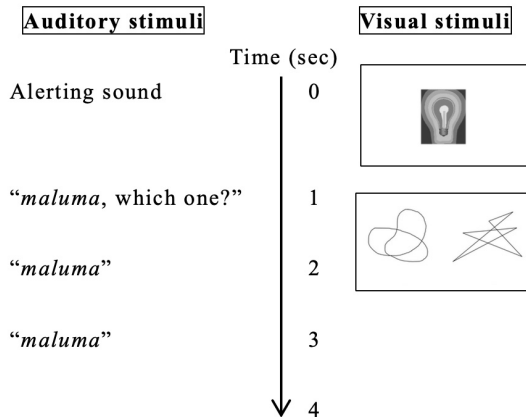 Auditory stimuli
Visual stimuli
Time (sec)
Alerting sound
0
“maluma, which one?”
1
“maluma”
2
“maluma”
3
4